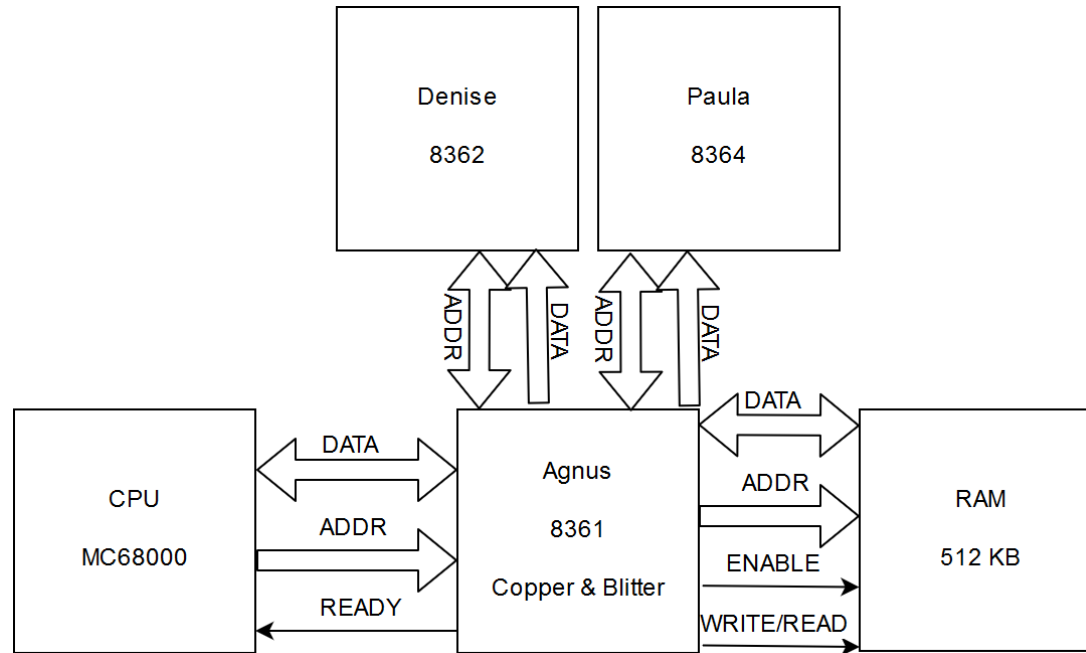 Denise
8362
Paula
8364
ADDR
DATA
ADDR
DATA
CPU
MC68000
DATA
ADDR
READY
Agnus
8361
Copper & Blitter
DATA
ADDR
ENABLE
WRITE/READ
RAM
512 KB